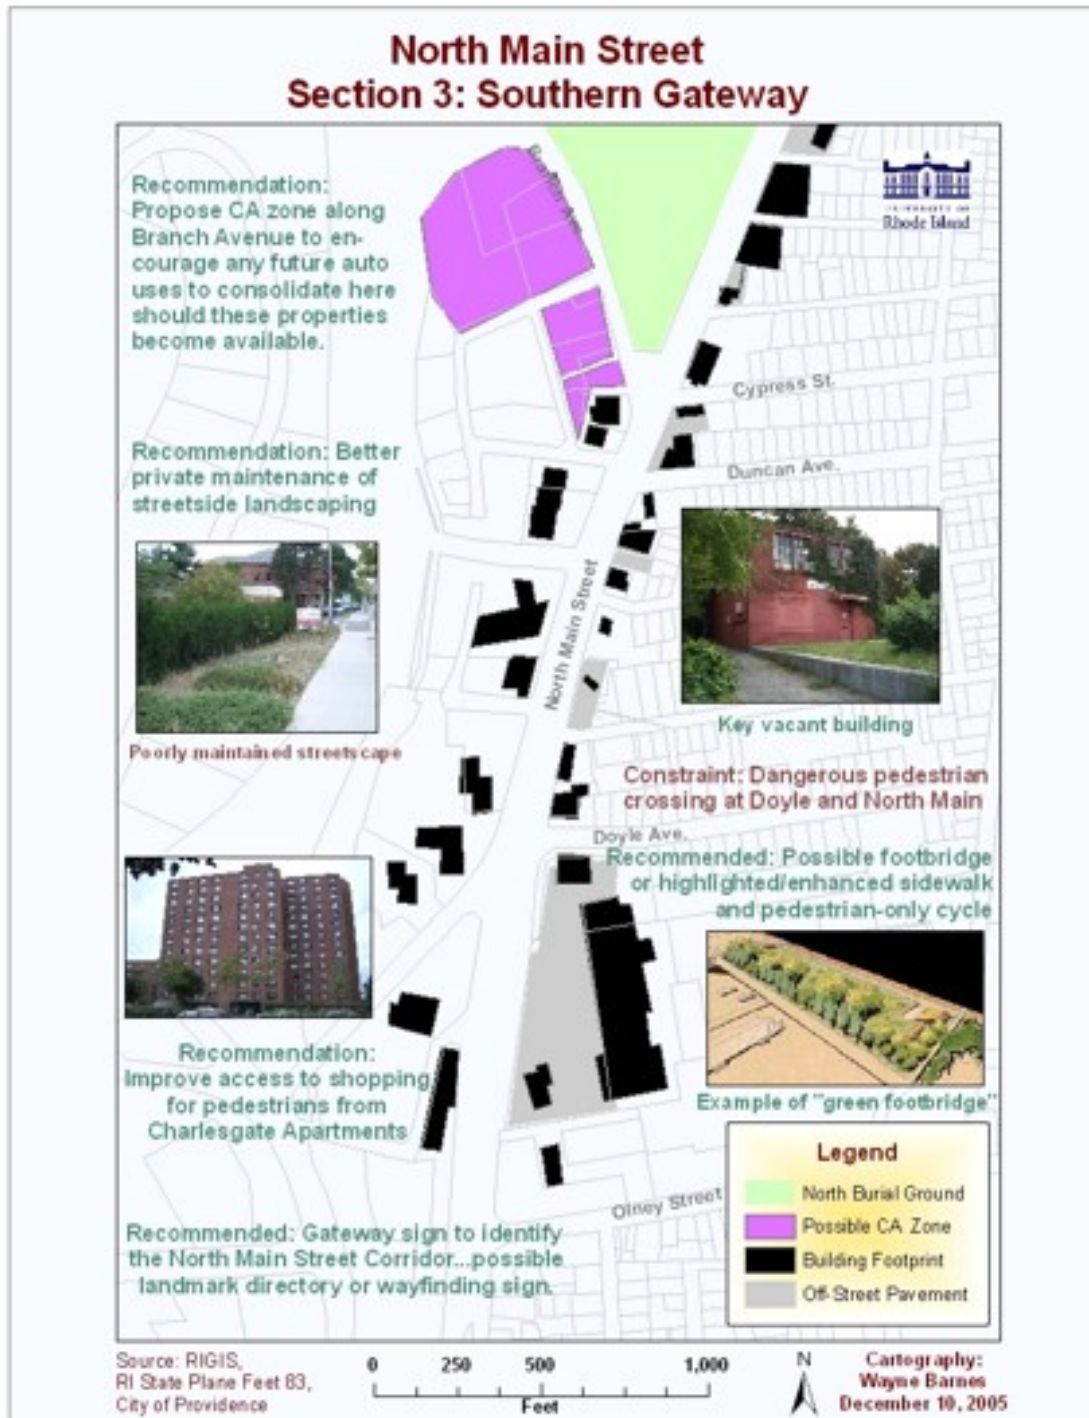 North Main Street
Section 3: Southern Gateway
Recommendation:
Propose CA zone along
Branch Avenue to en-
courage any future auto
uses to consolidate here
should these properties
become available.
Branch Ave.
UNIVERSITY OF
Rhode Island
Cypress St.
Recommendation: Better
private maintenance of
streetside landscaping
Duncan Ave.
North Main Street
Poorly maintained streetscape
Key vacant building
Constraint: Dangerous pedestrian
crossing at Doyle and North Main
Doyle Ave.
Recommended: Possible footbridge
or highlighted/enhanced sidewalk
and pedestrian-only cycle
Recommendation:
Improve access to shopping
for pedestrians from
Charlesgate Apartments
Example of "green footbridge"
Olney Street
Recommended: Gateway sign to identify
the North Main Street Corridor...possible
landmark directory or wayfinding sign.
Legend
North Burial Ground
Possible CA Zone
Building Footprint
Off-Street Pavement
Source: RIGIS,
RI State Plane Feet 83,
City of Providence
0 250 500 1,000
Feet
N
Cartography:
Wayne Barnes
December 10, 2005